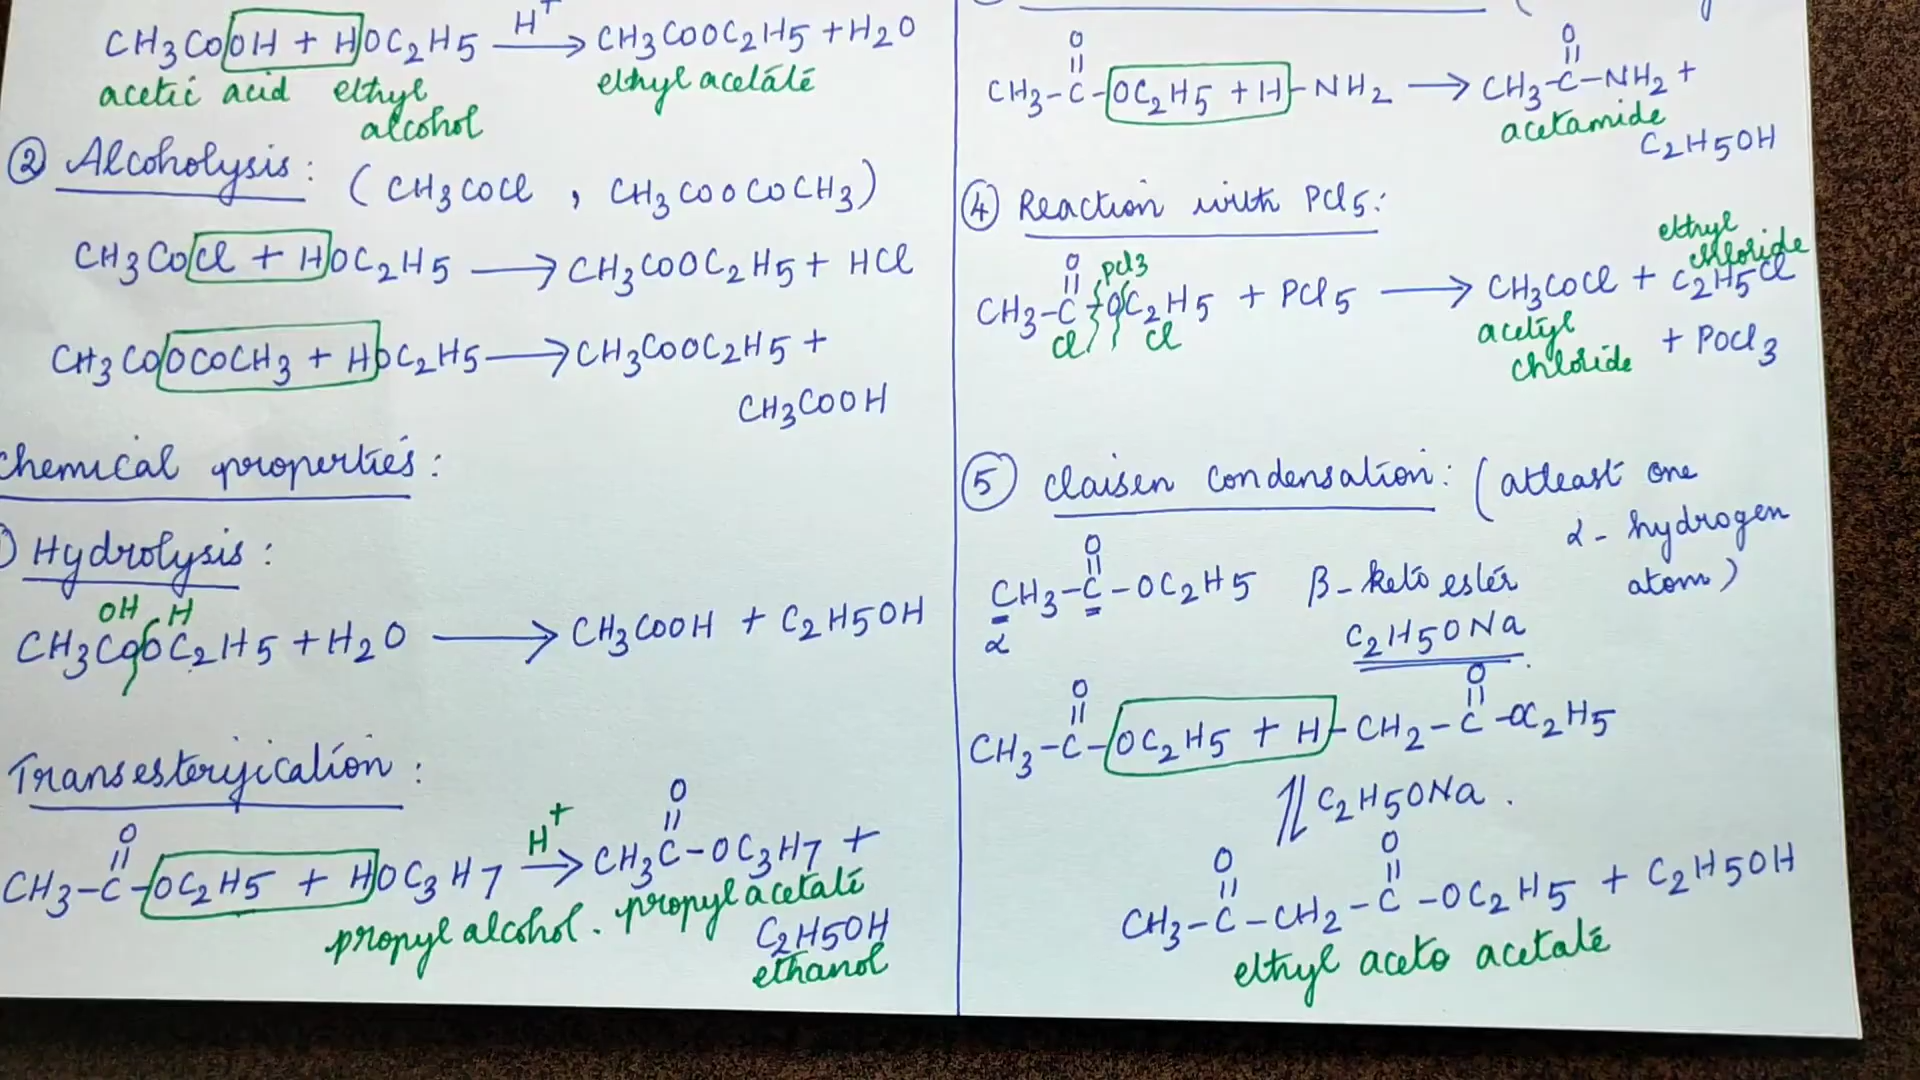 CH3COOH + HOC2H5 H+ → CH3COOC2H5 + H2O
acetic acid ethyl alcohol ethyl acetate
② Alcoholysis : (CH3COCl , CH3COOCOCH3)
CH3COCl + HOC2H5 → CH3COOC2H5 + HCl
CH3COOCOCH3 + HOC2H5 → CH3COOC2H5 +
CH3COOH
Chemical properties :
Hydrolysis :
OH H
CH3COOC2H5 + H2O → CH3COOH + C2H5OH
Transesterification :
O O
CH3-C-OC2H5 + HOC3H7 H+ → CH3C-OC3H7 +
propyl alcohol . propyl acetate
C2H5OH
ethanol
O O
CH3-C-OC2H5 + H-NH2 → CH3-C-NH2 +
acetamide
C2H5OH
④ Reaction with PCl5 :
ethyl chloride
O PCl3
CH3-C-OC2H5 + PCl5 → CH3COCl + C2H5Cl
Cl Cl acetyl chloride + POCl3
⑤ Claisen Condensation : (atleast one
α - hydrogen
atom)
O
CH3-C-OC2H5 β-keto ester
α
C2H5ONa
O O
CH3-C-OC2H5 + H-CH2-C-OC2H5
⇌ C2H5ONa .
O O
CH3-C-CH2-C-OC2H5 + C2H5OH
ethyl aceto acetate